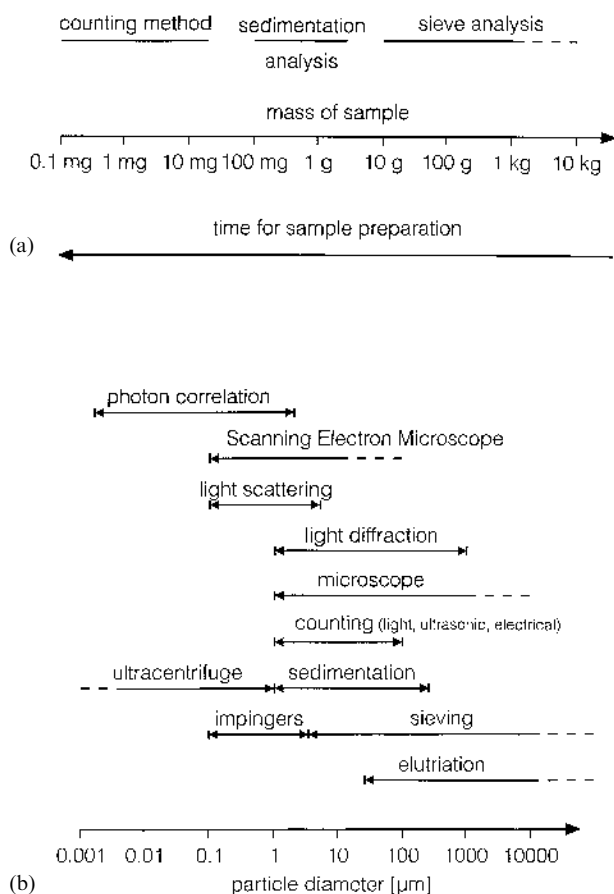 counting method sedimentation sieve analysis
analysis
mass of sample
0.1 mg 1 mg 10 mg 100 mg 1 g 10 g 100 g 1 kg 10 kg
time for sample preparation
(a)
photon correlation
Scanning Electron Microscope
light scattering
light diffraction
microscope
counting (light, ultrasonic, electrical)
ultracentrifuge sedimentation
impingers sieving
elutriation
0.001 0.01 0.1 1 10 100 1000 10000
(b) particle diameter [µm]